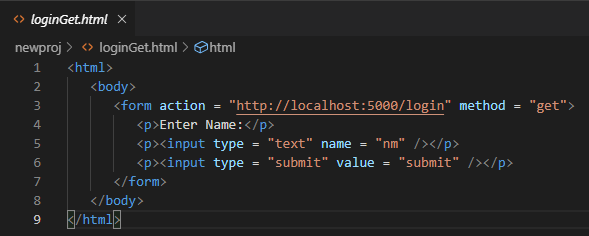 loginGet.html ×
newproj > <> loginGet.html > html
1 <html>
2 <body>
3 <form action = "http://localhost:5000/login" method = "get">
4 <p>Enter Name:</p>
5 <p><input type = "text" name = "nm" /></p>
6 <p><input type = "submit" value = "submit" /></p>
7 </form>
8 </body>
9 </html>